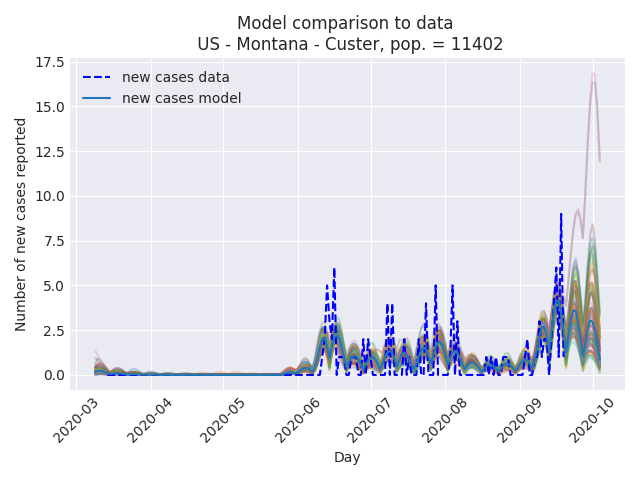 Model comparison to data
US - Montana - Custer, pop. = 11402
new cases data
new cases model
Number of new cases reported
17.5
15.0
12.5
10.0
7.5
5.0
2.5
0.0
2020-03
2020-04
2020-05
2020-06
2020-07
2020-08
2020-09
2020-10
Day